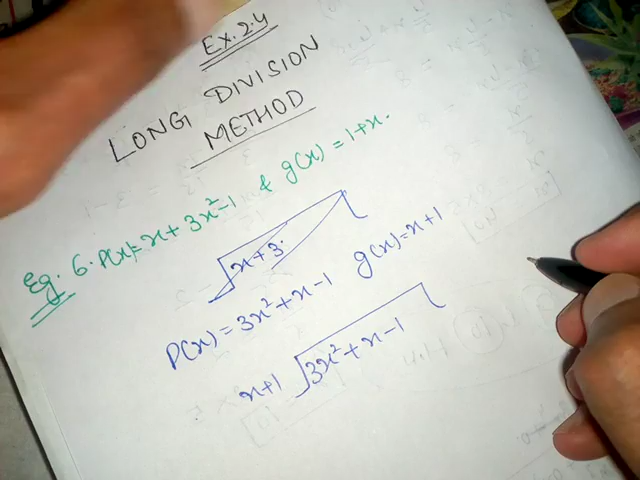 Ex. 2.4
LONG DIVISION
METHOD
Eg. 6. P(x)= x + 3x²-1 & g(x) = 1+x.
x+3
P(x) = 3x²+x-1 g(x)=x+1
x+1 3x²+x-1